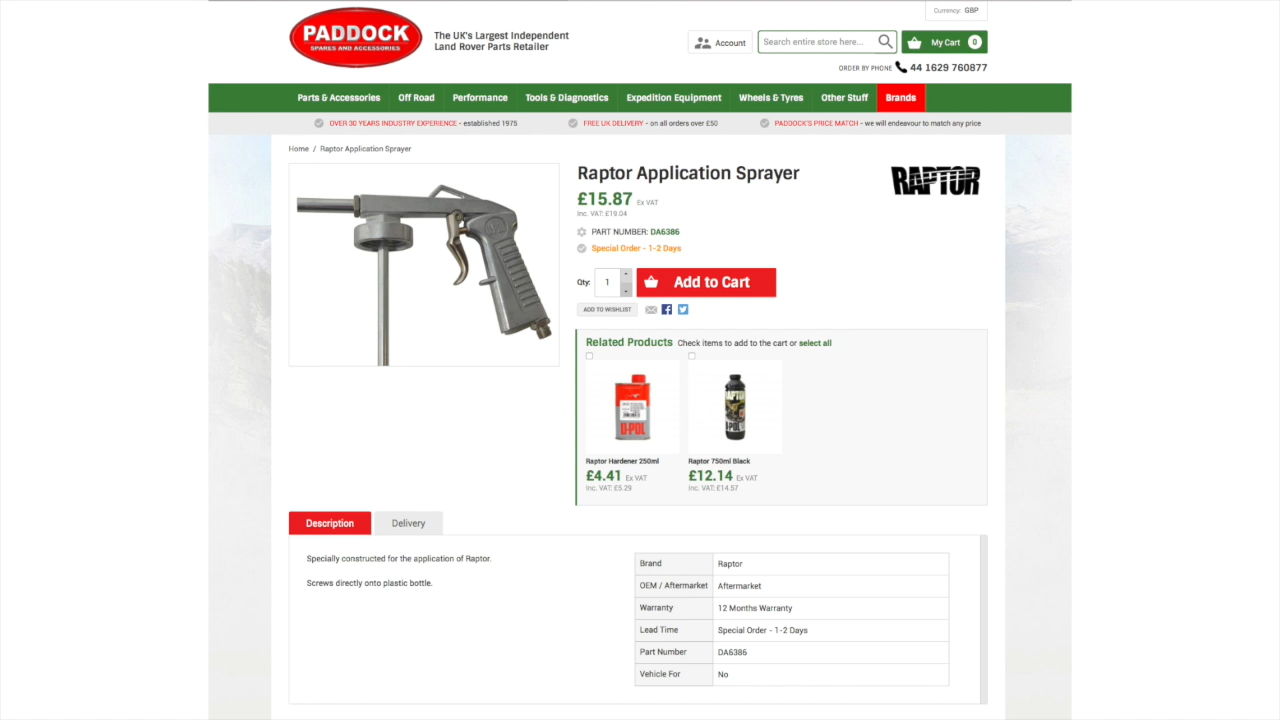 Currency: GBP
PADDOCK
SPARES AND ACCESSORIES
The UK's Largest Independent
Land Rover Parts Retailer
Account
Search entire store here...
My Cart 0
ORDER BY PHONE 44 1629 760877
Parts & Accessories Off Road Performance Tools & Diagnostics Expedition Equipment Wheels & Tyres Other Stuff Brands
OVER 30 YEARS INDUSTRY EXPERIENCE - established 1975 FREE UK DELIVERY - on all orders over £50 PADDOCK'S PRICE MATCH - we will endeavour to match any price
Home / Raptor Application Sprayer
Raptor Application Sprayer
RAPTOR
£15.87 Ex VAT
Inc. VAT: £19.04
PART NUMBER: DA6386
Special Order - 1-2 Days
Qty: 1 Add to Cart
ADD TO WISHLIST
Related Products Check items to add to the cart or select all
U-POL
RAPTOR
U-POL
Raptor Hardener 250ml
£4.41 Ex VAT
Inc. VAT: £5.29
Raptor 750ml Black
£12.14 Ex VAT
Inc. VAT: £14.57
Description Delivery
Specially constructed for the application of Raptor.
Screws directly onto plastic bottle.
Brand Raptor
OEM / Aftermarket Aftermarket
Warranty 12 Months Warranty
Lead Time Special Order - 1-2 Days
Part Number DA6386
Vehicle For No